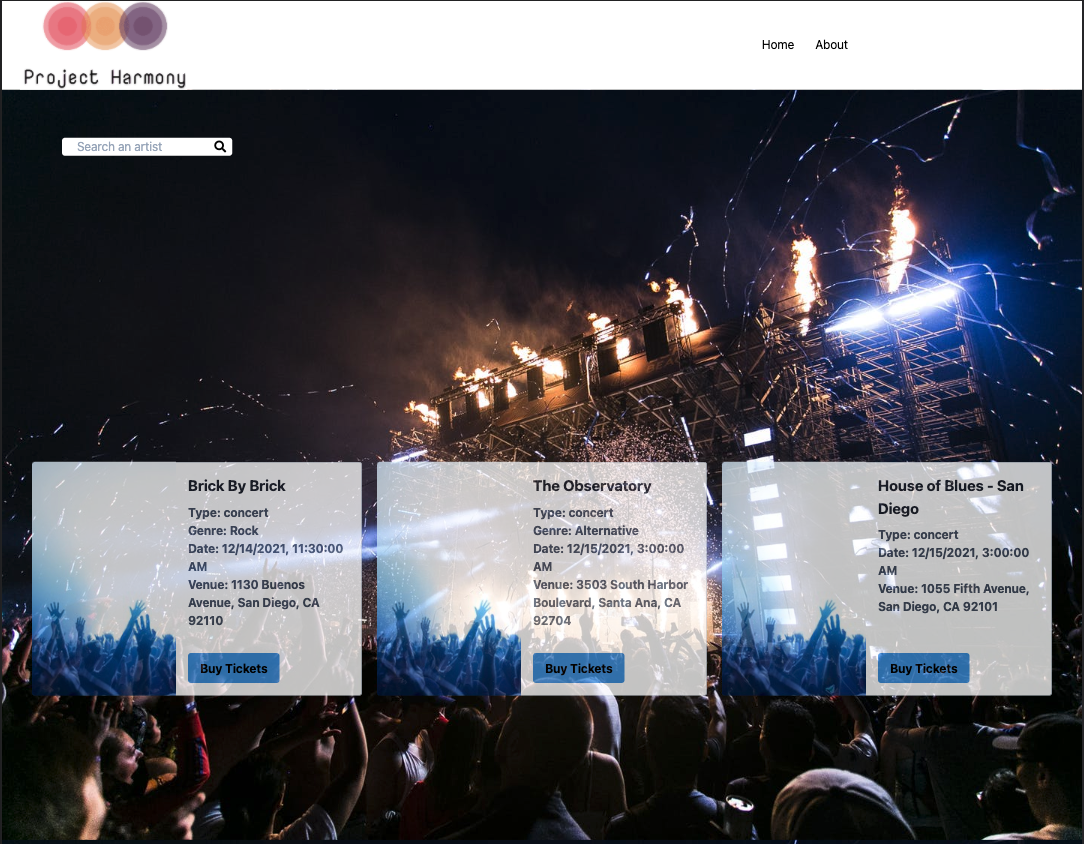 Project Harmony
Home
About
Search an artist
Brick By Brick
Type: concert
Genre: Rock
Date: 12/14/2021, 11:30:00
AM
Venue: 1130 Buenos
Avenue, San Diego, CA
92110
Buy Tickets
The Observatory
Type: concert
Genre: Alternative
Date: 12/15/2021, 3:00:00
AM
Venue: 3503 South Harbor
Boulevard, Santa Ana, CA
92704
Buy Tickets
House of Blues - San
Diego
Type: concert
Date: 12/15/2021, 3:00:00
AM
Venue: 1055 Fifth Avenue,
San Diego, CA 92101
Buy Tickets